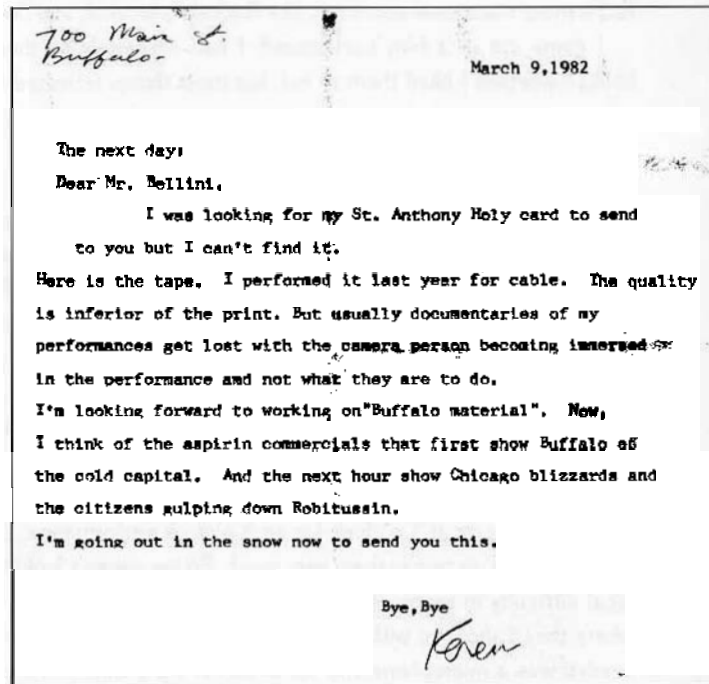 700 Main St.
Buffalo-
March 9,1982
The next day:
Dear Mr. Bellini,
I was looking for my St. Anthony Holy card to send
to you but I can't find it.
Here is the tape. I performed it last year for cable. The quality
is inferior of the print. But usually documentaries of my
performances get lost with the camera person becoming immersed
in the performance and not what they are to do.
I'm looking forward to working on"Buffalo material". Now,
I think of the aspirin commercials that first show Buffalo as
the cold capital. And the next hour show Chicago blizzards and
the citizens gulping down Robitussin.
I'm going out in the snow now to send you this.
Bye,Bye
Karen